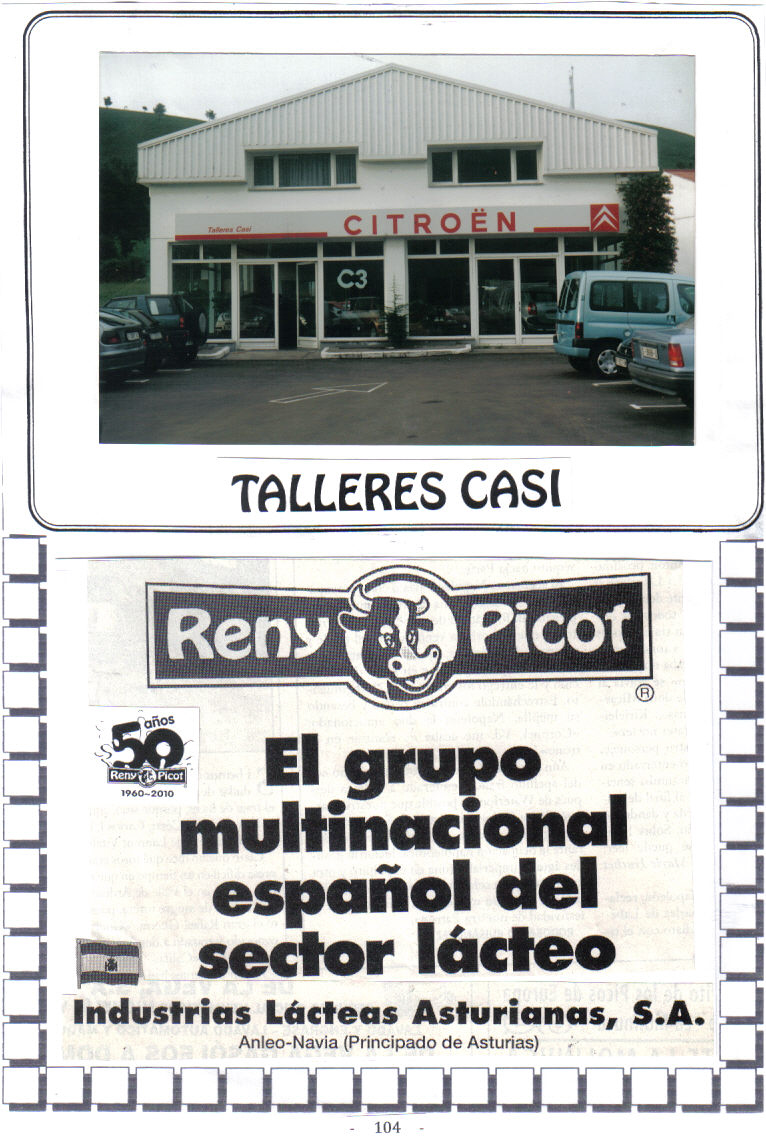 Talleres Casi
CITROËN
C3
TALLERES CASI
Reny Picot
®
50 años
Reny Picot
1960-2010
El grupo
multinacional
español del
sector lácteo
Industrias Lácteas Asturianas, S.A.
Anleo-Navia (Principado de Asturias)
- 104 -